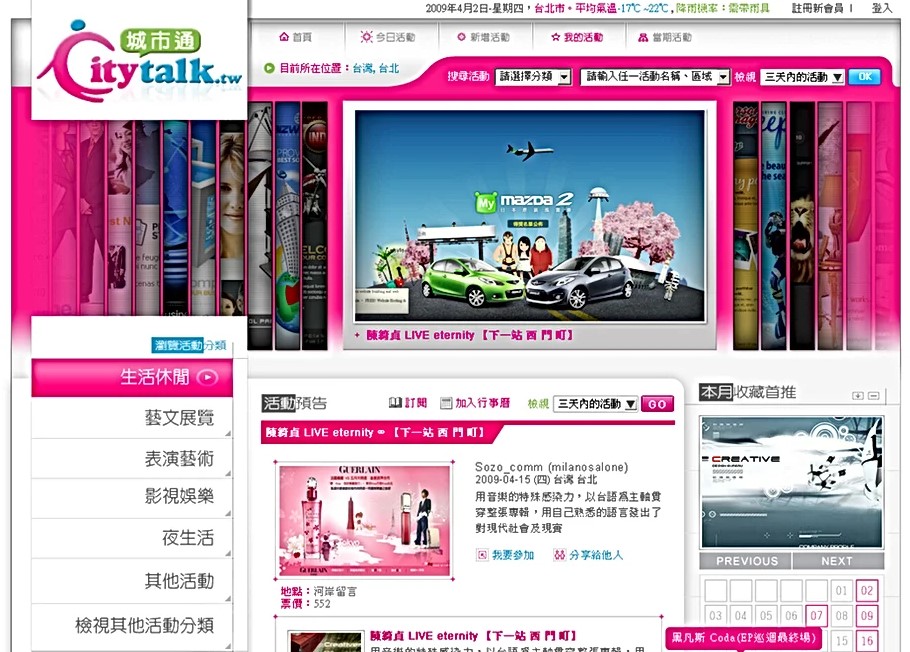 2009年4月2日-星期四，台北市。平均氣溫-17℃ ~22℃ , 降雨機率：需帶雨具 註冊新會員 | 登入
城市通
Citytalk.tw
首頁 今日活動 新增活動 我的活動 當期活動
目前所在位置：台灣, 台北
搜尋活動 請選擇分類 請輸入任一活動名稱、區域 檢視 三天內的活動 OK
My mazda 2
陳綺貞 LIVE eternity 【下一站 西 門 町】
瀏覽活動分類
生活休閒
藝文展覽
表演藝術
影視娛樂
夜生活
其他活動
檢視其他活動分類
活動預告 訂閱 加入行事曆 檢視 三天內的活動 GO
陳綺貞 LIVE eternity ∞ 【下一站 西 門 町】
GUERLAIN
GUERLAIN
Sozo_comm (milanosalone)
2009-04-15 (四) 台灣 台北
用音樂的特殊感染力，以台語爲主軸貫
穿整張專輯，用自己熟悉的語言發出了
對現代社會及現實
我要參加 分享給他人
地點：河岸留言
票價：552
陳綺貞 LIVE eternity 【下一站 西 門 町】
本月收藏首推
CREATIVE
DESIGN BUREAU
COMPANY PROFILE
PREVIOUS NEXT
01 02
03 04 05 06 07 08 09
15 16
黑凡斯 Coda(EP巡迴最終場)